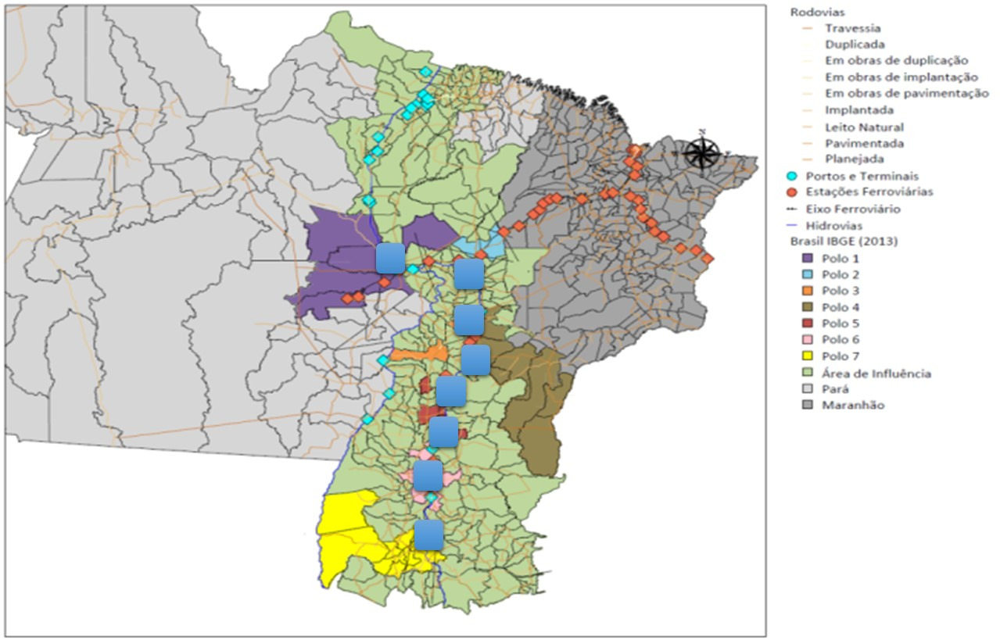 Rodovias
Travessia
Duplicada
Em obras de duplicação
Em obras de implantação
Em obras de pavimentação
Implantada
Leito Natural
Pavimentada
Planejada
Portos e Terminais
Estações Ferroviárias
Eixo Ferroviário
Hidrovias
Brasil IBGE (2013)
Polo 1
Polo 2
Polo 3
Polo 4
Polo 5
Polo 6
Polo 7
Área de Influência
Pará
Maranhão
N